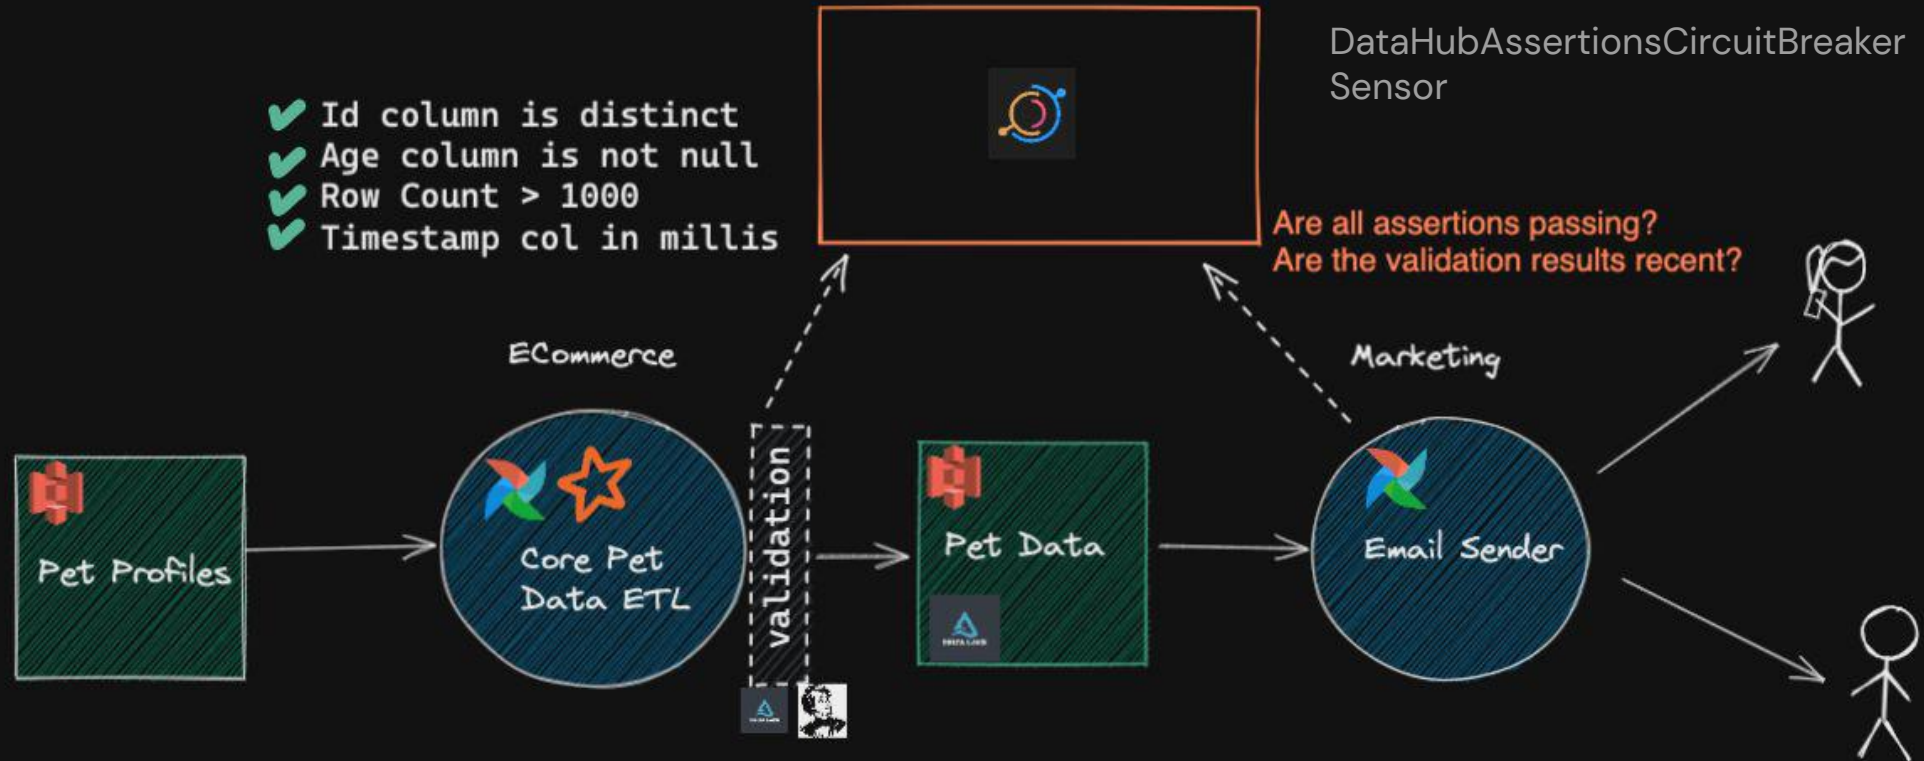 DataHubAssertionsCircuitBreaker
Sensor
Id column is distinct
Age column is not null
Row Count > 1000
Timestamp col in millis
Are all assertions passing?
Are the validation results recent?
ECommerce
Marketing
Pet Profiles
Core Pet
Data ETL
validation
Pet Data
Email Sender
DELTA LAKE